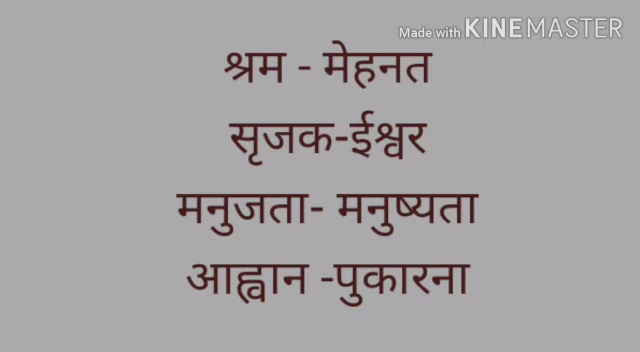 Made with KINEMASTER
श्रम - मेहनत
सृजक-ईश्वर
मनुजता- मनुष्यता
आह्वान -पुकारना